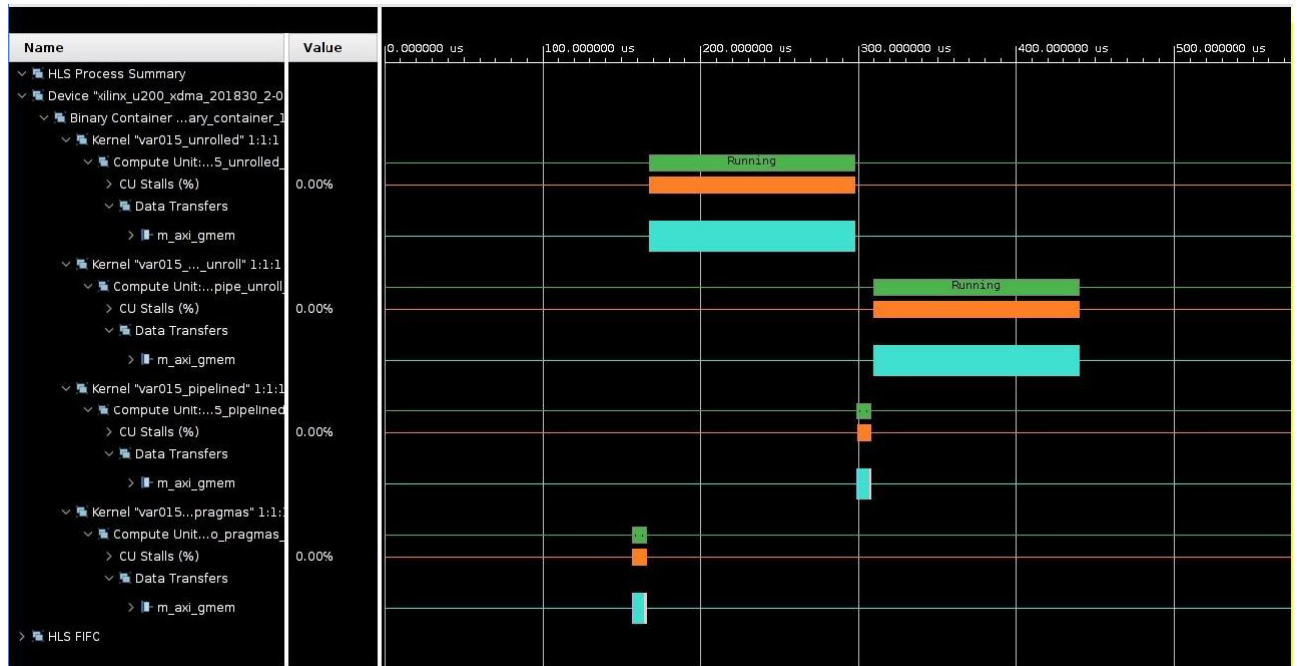 Name Value 0.000000 us 100.000000 us 200.000000 us 300.000000 us 400.000000 us 500.000000 us
HLS Process Summary
Device "xilinx_u200_xdma_201830_2-0
Binary Container ...ary_container_1
Kernel "var015_unrolled" 1:1:1
Compute Unit:...5_unrolled_ Running
CU Stalls (%) 0.00%
Data Transfers
m_axi_gmem
Kernel "var015_..._unroll" 1:1:1
Compute Unit:...pipe_unroll_ Running
CU Stalls (%) 0.00%
Data Transfers
m_axi_gmem
Kernel "var015_pipelined" 1:1:1
Compute Unit:...5_pipelined
CU Stalls (%) 0.00%
Data Transfers
m_axi_gmem
Kernel "var015...pragmas" 1:1:
Compute Unit...o_pragmas_
CU Stalls (%) 0.00%
Data Transfers
m_axi_gmem
HLS FIFC